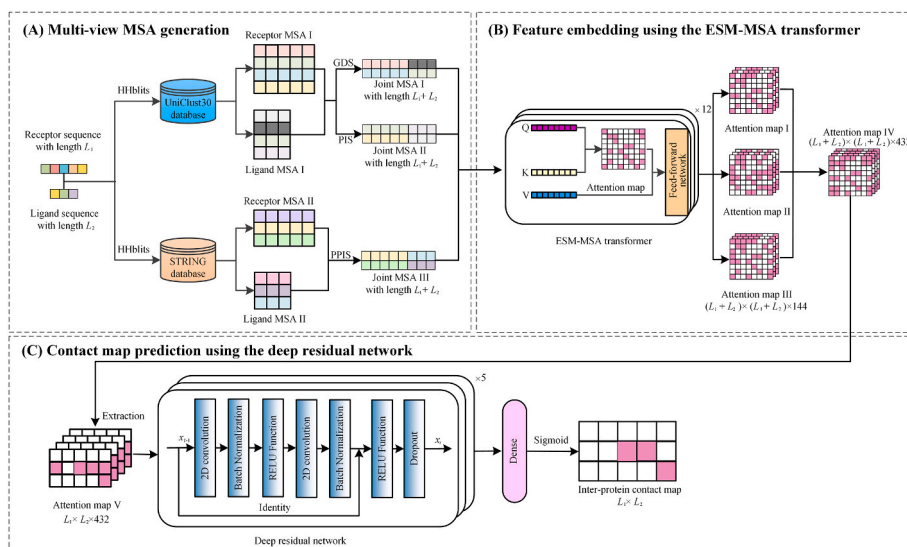 (A) Multi-view MSA generation
Receptor MSA I
HHblits
UniClust30
database
Receptor sequence
with length L₁
Ligand MSA I
GDS
Joint MSA I
with length L₁+ L₂
PIS
Joint MSA II
with length L₁+ L₂
Ligand sequence
with length L₂
Receptor MSA II
HHblits
STRING
database
PPIS
Joint MSA III
with length L₁+ L₂
Ligand MSA II
(B) Feature embedding using the ESM-MSA transformer
×12
Q
K
V
Attention map
Feed-forward
network
ESM-MSA transformer
Attention map I
Attention map II
Attention map III
(L₁ + L₂ )× (L₁ + L₂ )×144
Attention map IV
(L₁ + L₂ )× (L₁ + L₂ )×432
(C) Contact map prediction using the deep residual network
Extraction
Attention map V
L₁× L₂×432
×5
xᵢ₋₁
2D convolution
Batch Normalization
RELU Function
2D convolution
Batch Normalization
RELU Function
Dropout
xᵢ
Identity
Deep residual network
Dense
Sigmoid
Inter-protein contact map
L₁× L₂